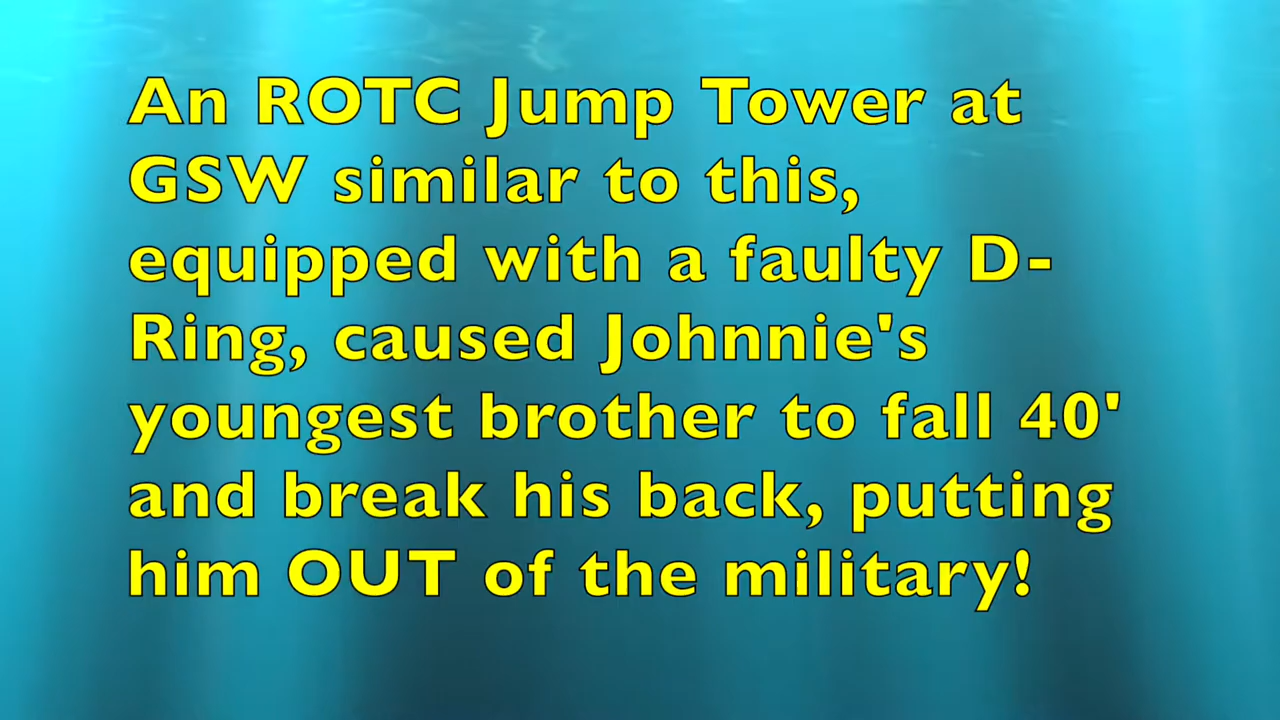 An ROTC Jump Tower at
GSW similar to this,
equipped with a faulty D-
Ring, caused Johnnie's
youngest brother to fall 40'
and break his back, putting
him OUT of the military!